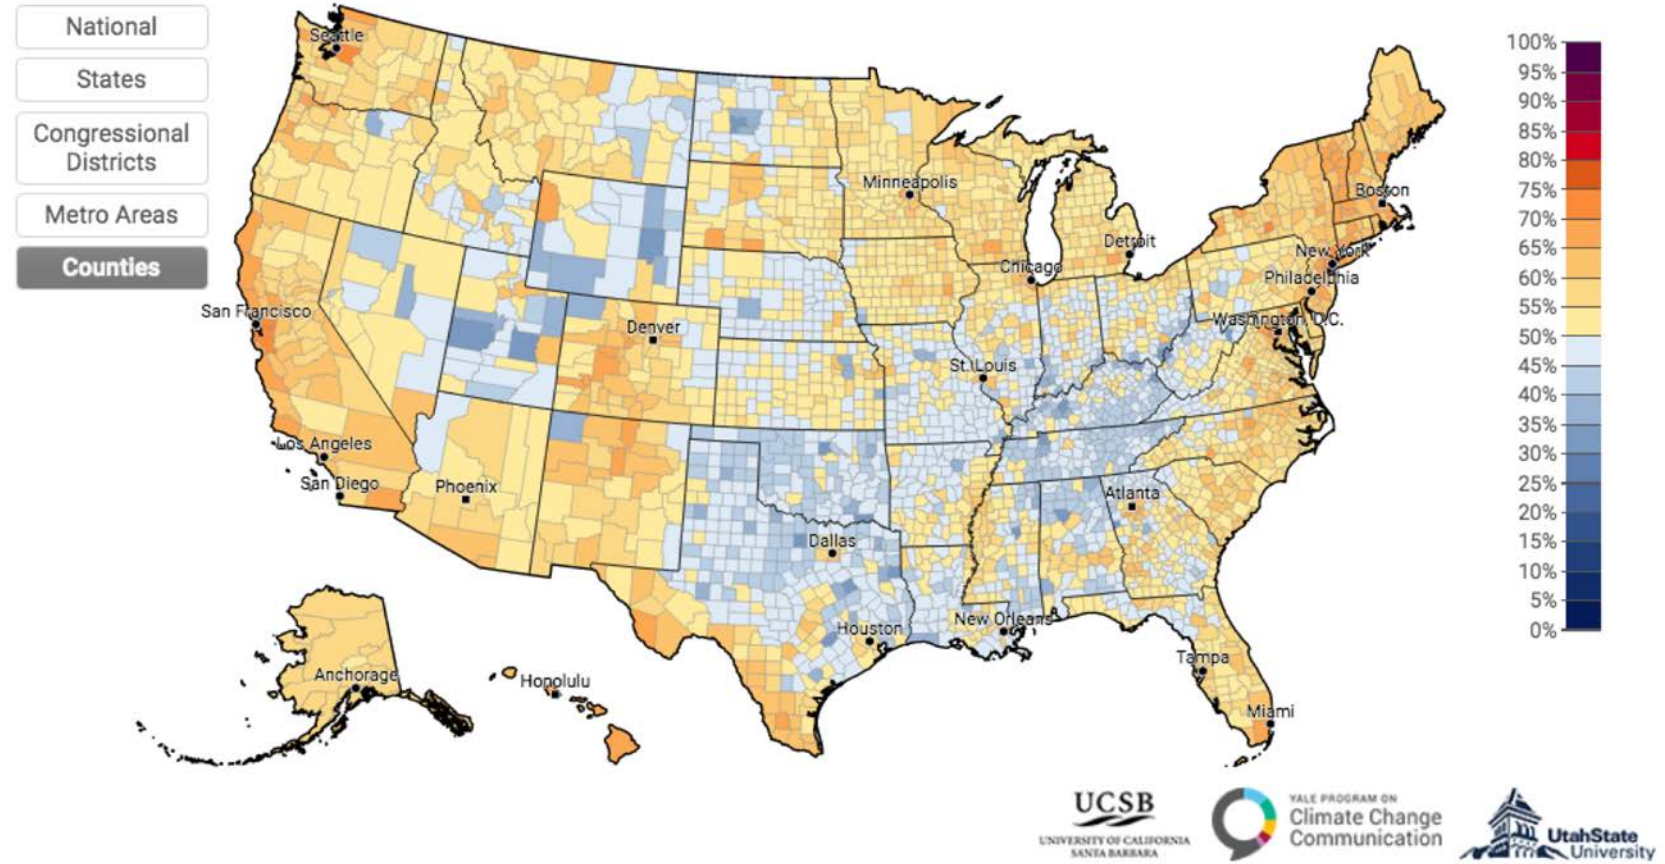 National
States
Congressional
Districts
Metro Areas
Counties
Seattle
Minneapolis
Boston
Detroit
New York
Chicago
Philadelphia
San Francisco
Denver
Washington, D.C.
St. Louis
Los Angeles
San Diego
Phoenix
Atlanta
Dallas
Houston
New Orleans
Tampa
Anchorage
Honolulu
Miami
100%
95%
90%
85%
80%
75%
70%
65%
60%
55%
50%
45%
40%
35%
30%
25%
20%
15%
10%
5%
0%
UCSB
UNIVERSITY OF CALIFORNIA
SANTA BARBARA
YALE PROGRAM ON
Climate Change
Communication
UtahState
University